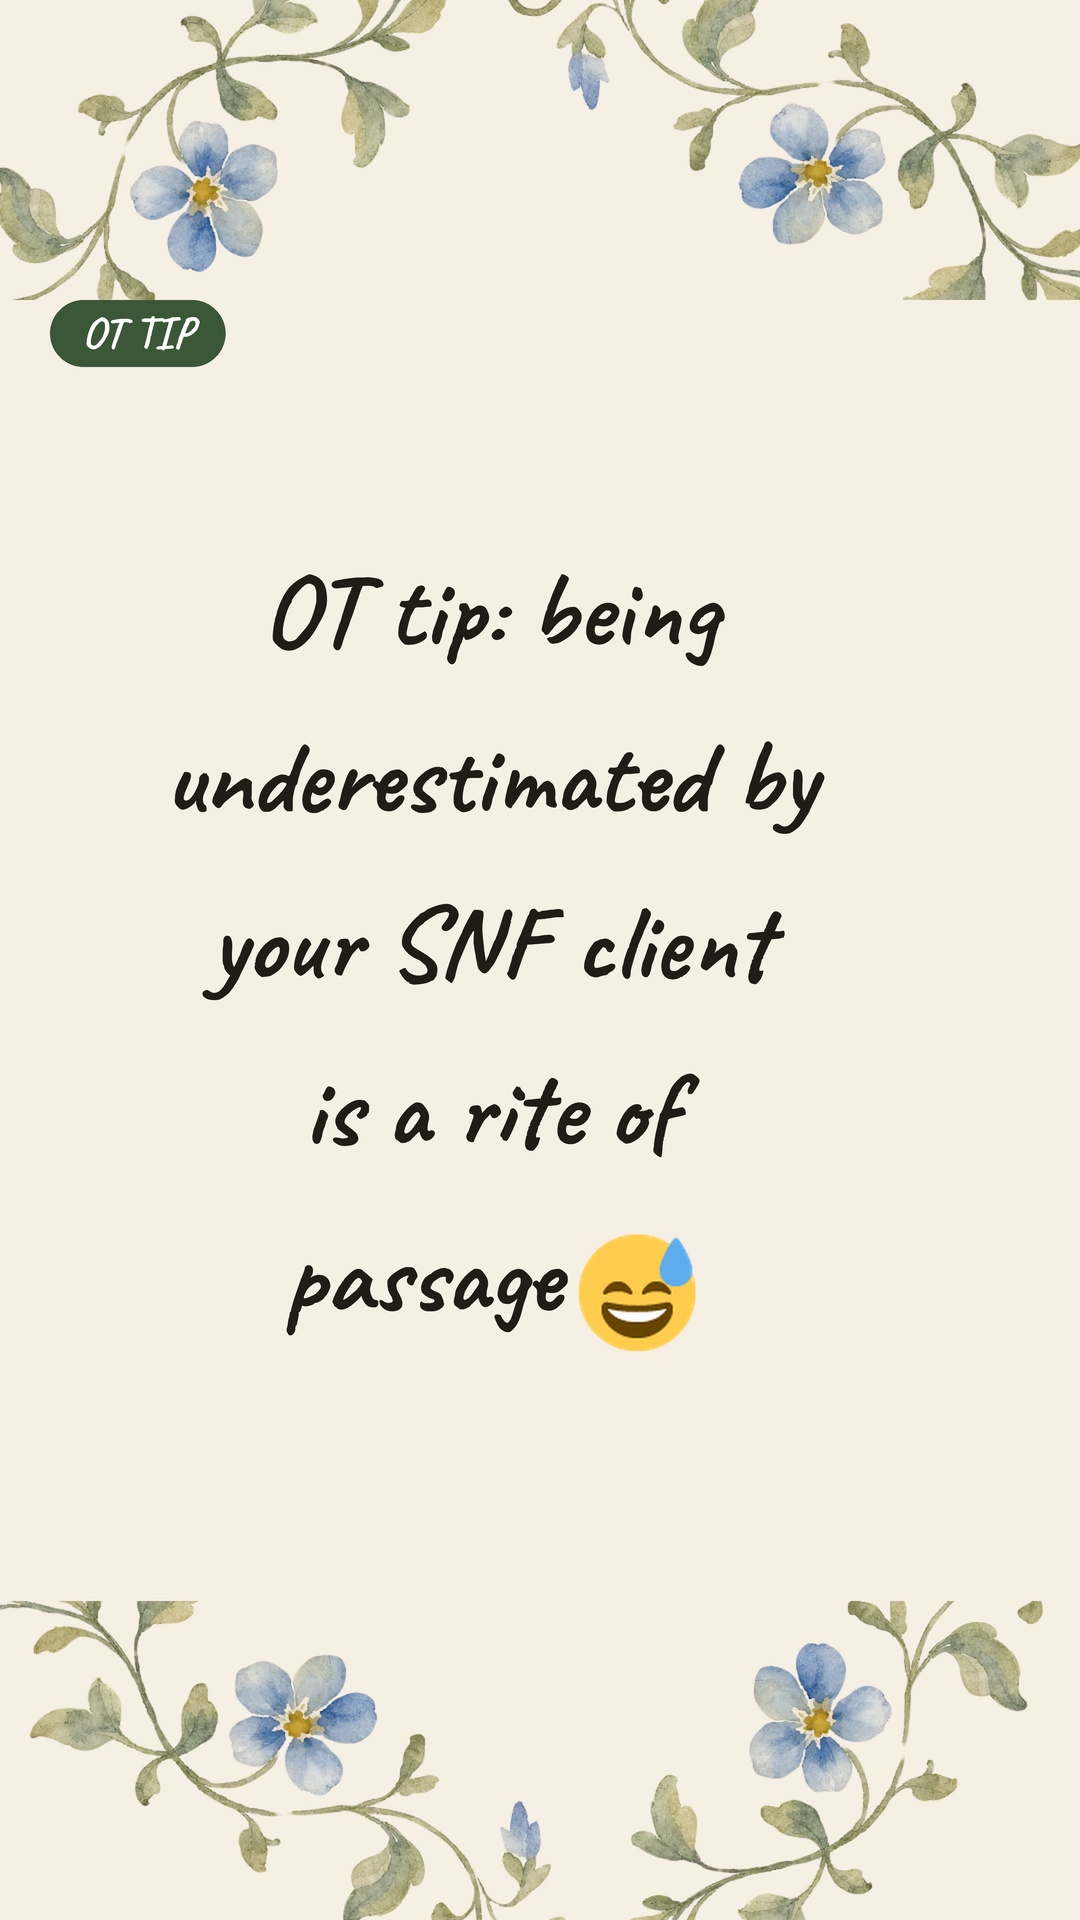 OT TIP
OT tip: being
underestimated by
your SNF client
is a rite of
passage😅